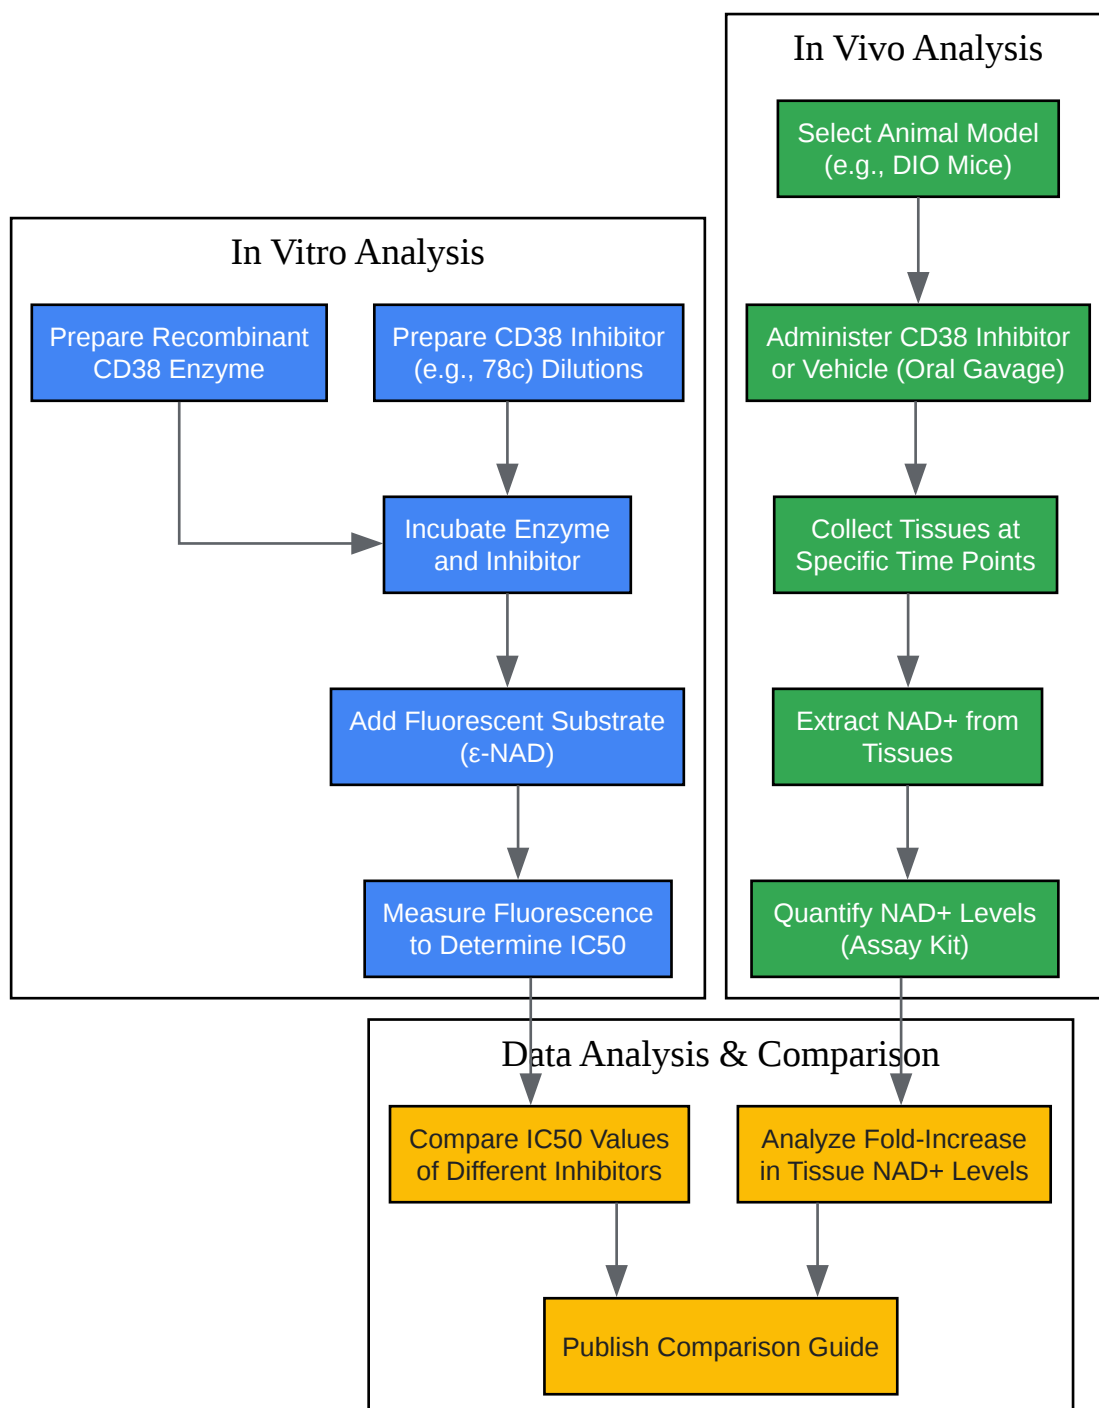 In Vitro Analysis
Prepare Recombinant
CD38 Enzyme
Prepare CD38 Inhibitor
(e.g., 78c) Dilutions
Incubate Enzyme
and Inhibitor
Add Fluorescent Substrate
(ε-NAD)
Measure Fluorescence
to Determine IC50
In Vivo Analysis
Select Animal Model
(e.g., DIO Mice)
Administer CD38 Inhibitor
or Vehicle (Oral Gavage)
Collect Tissues at
Specific Time Points
Extract NAD+ from
Tissues
Quantify NAD+ Levels
(Assay Kit)
Data Analysis & Comparison
Compare IC50 Values
of Different Inhibitors
Analyze Fold-Increase
in Tissue NAD+ Levels
Publish Comparison Guide